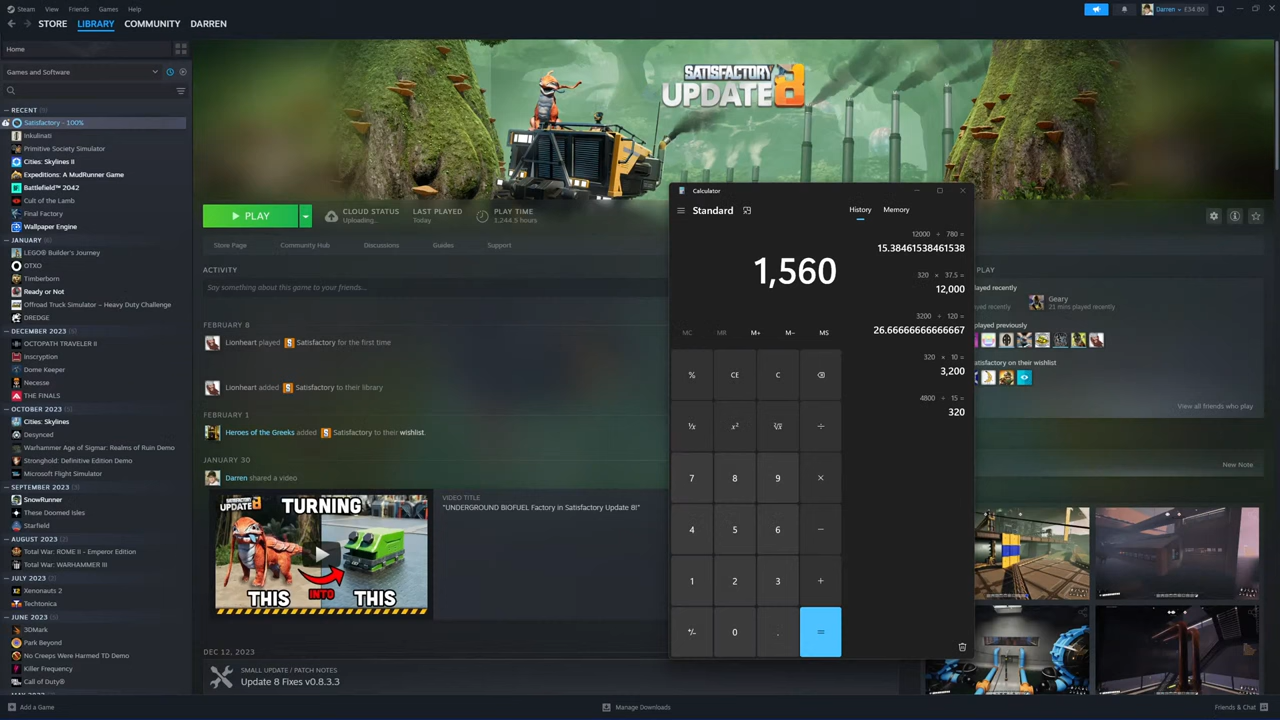 Steam View Friends Games Help
Darren £34.50
STORE LIBRARY COMMUNITY DARREN
Home
Games and Software
RECENT
Satisfactory - 100%
Inkulinati
Primitive Society Simulator
Cities: Skylines II
Expeditions: A MudRunner Game
Battlefield™ 2042
Cult of the Lamb
Final Factory
Wallpaper Engine
JANUARY
LEGO® Builder's Journey
OTXO
Timberborn
Ready or Not
Offroad Truck Simulator – Heavy Duty Challenge
DREDGE
DECEMBER 2023
OCTOPATH TRAVELER II
Inscryption
Dome Keeper
Necesse
THE FINALS
OCTOBER 2023
Cities: Skylines
Desynced
Warhammer Age of Sigmar: Realms of Ruin Demo
Stronghold: Definitive Edition Demo
Microsoft Flight Simulator
SEPTEMBER 2023
SnowRunner
These Doomed Isles
Starfield
AUGUST 2023
Total War: ROME II - Emperor Edition
Total War: WARHAMMER III
JULY 2023
Xenonauts 2
Techtonica
JUNE 2023
3DMark
Park Beyond
No Creeps Were Harmed TD Demo
Killer Frequency
Call of Duty®
Add a Game
SATISFACTORY
UPDATE 8
PLAY
CLOUD STATUS
Uploading...
LAST PLAYED
Today
PLAY TIME
1,244.5 hours
Store Page Community Hub Discussions Guides Support
ACTIVITY
Say something about this game to your friends...
FEBRUARY 8
Lionheart played Satisfactory for the first time
Lionheart added Satisfactory to their library
FEBRUARY 1
Heroes of the Greeks added Satisfactory to their wishlist.
JANUARY 30
Darren shared a video
SATISFACTORY
UPDATE 8
TURNING
THIS INTO THIS
VIDEO TITLE
"UNDERGROUND BIOFUEL Factory in Satisfactory Update 8!"
DEC 12, 2023
SMALL UPDATE / PATCH NOTES
Update 8 Fixes v0.8.3.3
Manage Downloads
Calculator
Standard
History Memory
1,560
MC MR M+ M− MS
% CE C
¹/x x² ²√x ÷
7 8 9 ×
4 5 6 −
1 2 3 +
+/− 0 . =
12000 ÷ 780 =
15.38461538461538
320 × 37.5 =
12,000
3200 ÷ 120 =
26.66666666666667
320 × 10 =
3,200
4800 ÷ 15 =
320
PLAY
played recently
Geary
21 mins played recently
played previously
atisfactory on their wishlist
View all friends who play
New Note
Friends & Chat